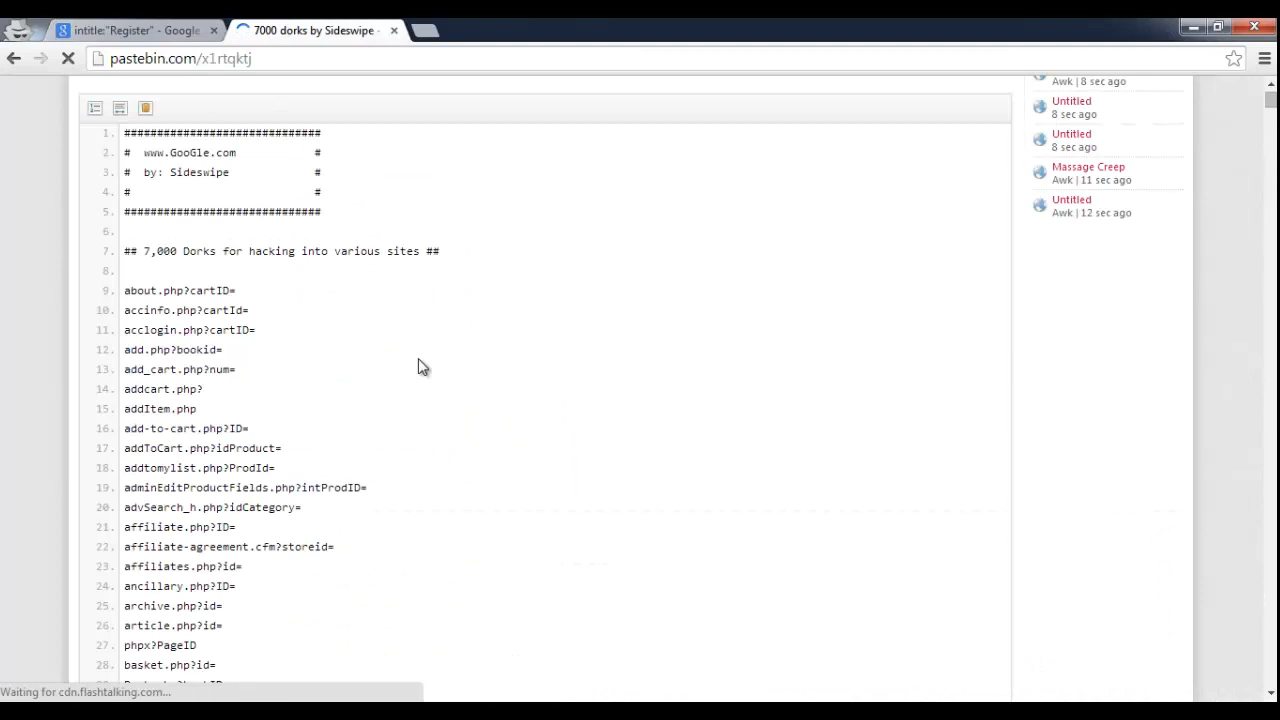 intitle:"Register" - Google
7000 dorks by Sideswipe -
pastebin.com/x1rtqktj
Awk | 8 sec ago
Untitled
8 sec ago
Untitled
8 sec ago
Massage Creep
Awk | 11 sec ago
Untitled
Awk | 12 sec ago
1. ##############################
2. # www.GooGle.com #
3. # by: Sideswipe #
4. # #
5. ##############################
6.
7. ## 7,000 Dorks for hacking into various sites ##
8.
9. about.php?cartID=
10. accinfo.php?cartId=
11. acclogin.php?cartID=
12. add.php?bookid=
13. add_cart.php?num=
14. addcart.php?
15. addItem.php
16. add-to-cart.php?ID=
17. addToCart.php?idProduct=
18. addtomylist.php?ProdId=
19. adminEditProductFields.php?intProdID=
20. advSearch_h.php?idCategory=
21. affiliate.php?ID=
22. affiliate-agreement.cfm?storeid=
23. affiliates.php?id=
24. ancillary.php?ID=
25. archive.php?id=
26. article.php?id=
27. phpx?PageID
28. basket.php?id=
Waiting for cdn.flashtalking.com...